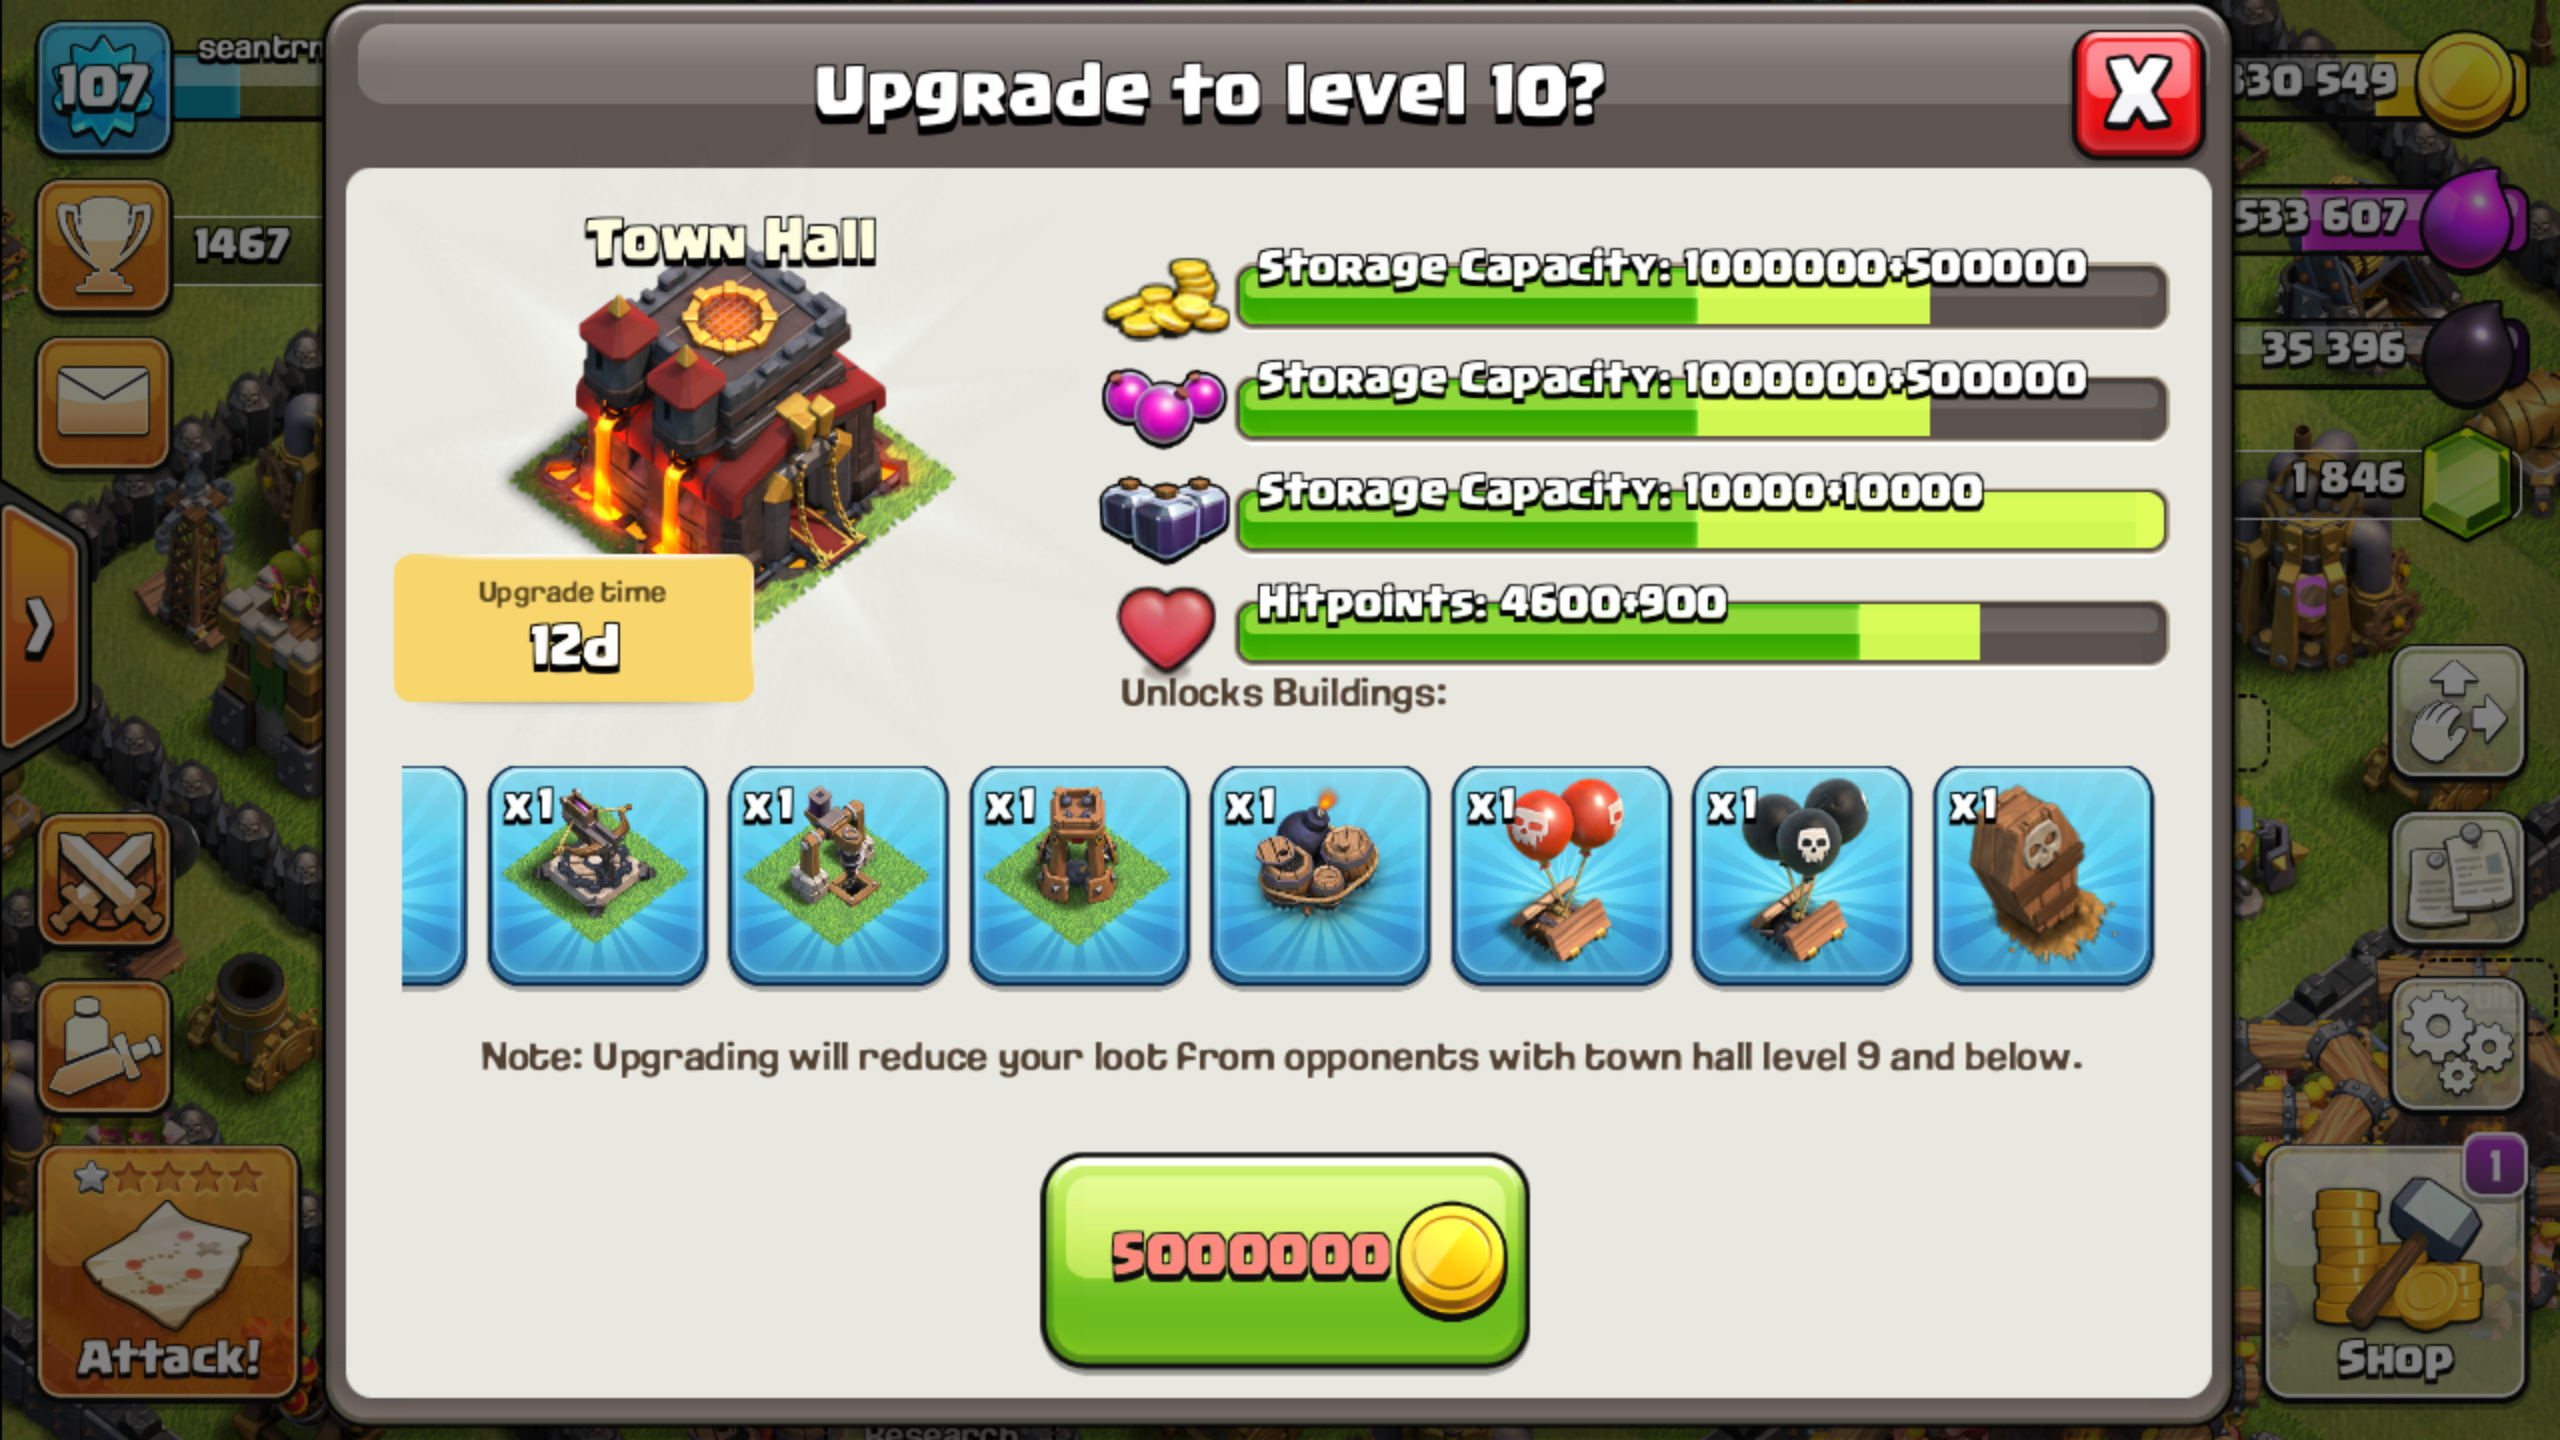 Upgrade to level 10?
X
107
1467
30 549
533 607
35 396
1 846
Town Hall
Upgrade time
12d
Storage Capacity: 1000000+500000
Storage Capacity: 1000000+500000
Storage Capacity: 10000+10000
Hitpoints: 4600+900
Unlocks Buildings:
x1
x1
x1
x1
x1
x1
x1
Note: Upgrading will reduce your loot from opponents with town hall level 9 and below.
5000000
Attack!
1
Shop
Research